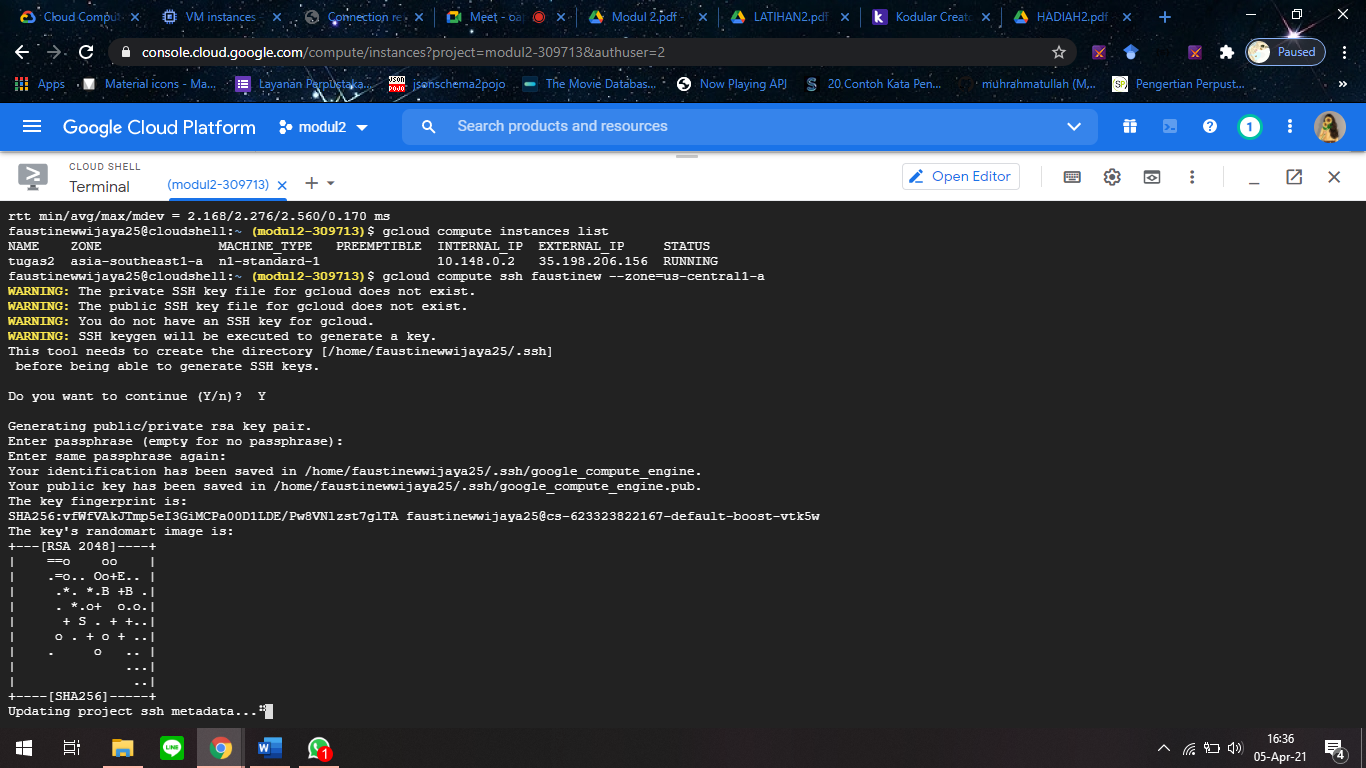 Cloud Comput
VM instances
Connection re
Meet - oap
Modul 2.pdf -
LATIHAN2.pdf
Kodular Creato
HADIAH2.pdf
console.cloud.google.com/compute/instances?project=modul2-309713&authuser=2
Paused
Apps
Material icons - Ma...
Layanan Perpustaka...
JSON POJO
jsonschema2pojo
The Movie Databas...
Now Playing APJ
20 Contoh Kata Pen...
muhrahmatullah (M...
Pengertian Perpust...
»
Google Cloud Platform
modul2
Search products and resources
1
CLOUD SHELL
Terminal
(modul2-309713)
Open Editor
rtt min/avg/max/mdev = 2.168/2.276/2.560/0.170 ms
faustinewwijaya25@cloudshell:~ (modul2-309713)$ gcloud compute instances list
NAME    ZONE               MACHINE_TYPE   PREEMPTIBLE  INTERNAL_IP  EXTERNAL_IP     STATUS
tugas2  asia-southeast1-a  n1-standard-1               10.148.0.2   35.198.206.156  RUNNING
faustinewwijaya25@cloudshell:~ (modul2-309713)$ gcloud compute ssh faustinew --zone=us-central1-a
WARNING: The private SSH key file for gcloud does not exist.
WARNING: The public SSH key file for gcloud does not exist.
WARNING: You do not have an SSH key for gcloud.
WARNING: SSH keygen will be executed to generate a key.
This tool needs to create the directory [/home/faustinewwijaya25/.ssh]
 before being able to generate SSH keys.
Do you want to continue (Y/n)?  Y
Generating public/private rsa key pair.
Enter passphrase (empty for no passphrase):
Enter same passphrase again:
Your identification has been saved in /home/faustinewwijaya25/.ssh/google_compute_engine.
Your public key has been saved in /home/faustinewwijaya25/.ssh/google_compute_engine.pub.
The key fingerprint is:
SHA256:vfWfVAkJTmp5eI3GiMCPa00D1LDE/Pw8VNlzst7glTA faustinewwijaya25@cs-623323822167-default-boost-vtk5w
The key's randomart image is:
+---[RSA 2048]----+
|    ==o    oo    |
|    .=o.. Oo+E.. |
|     .*. *.B +B .|
|     . *.o+  o.o.|
|      + S . + +..|
|     o . + o + ..|
|    .     o   .. |
|              ...|
|               ..|
+----[SHA256]-----+
Updating project ssh metadata...
1
16:36
05-Apr-21
4